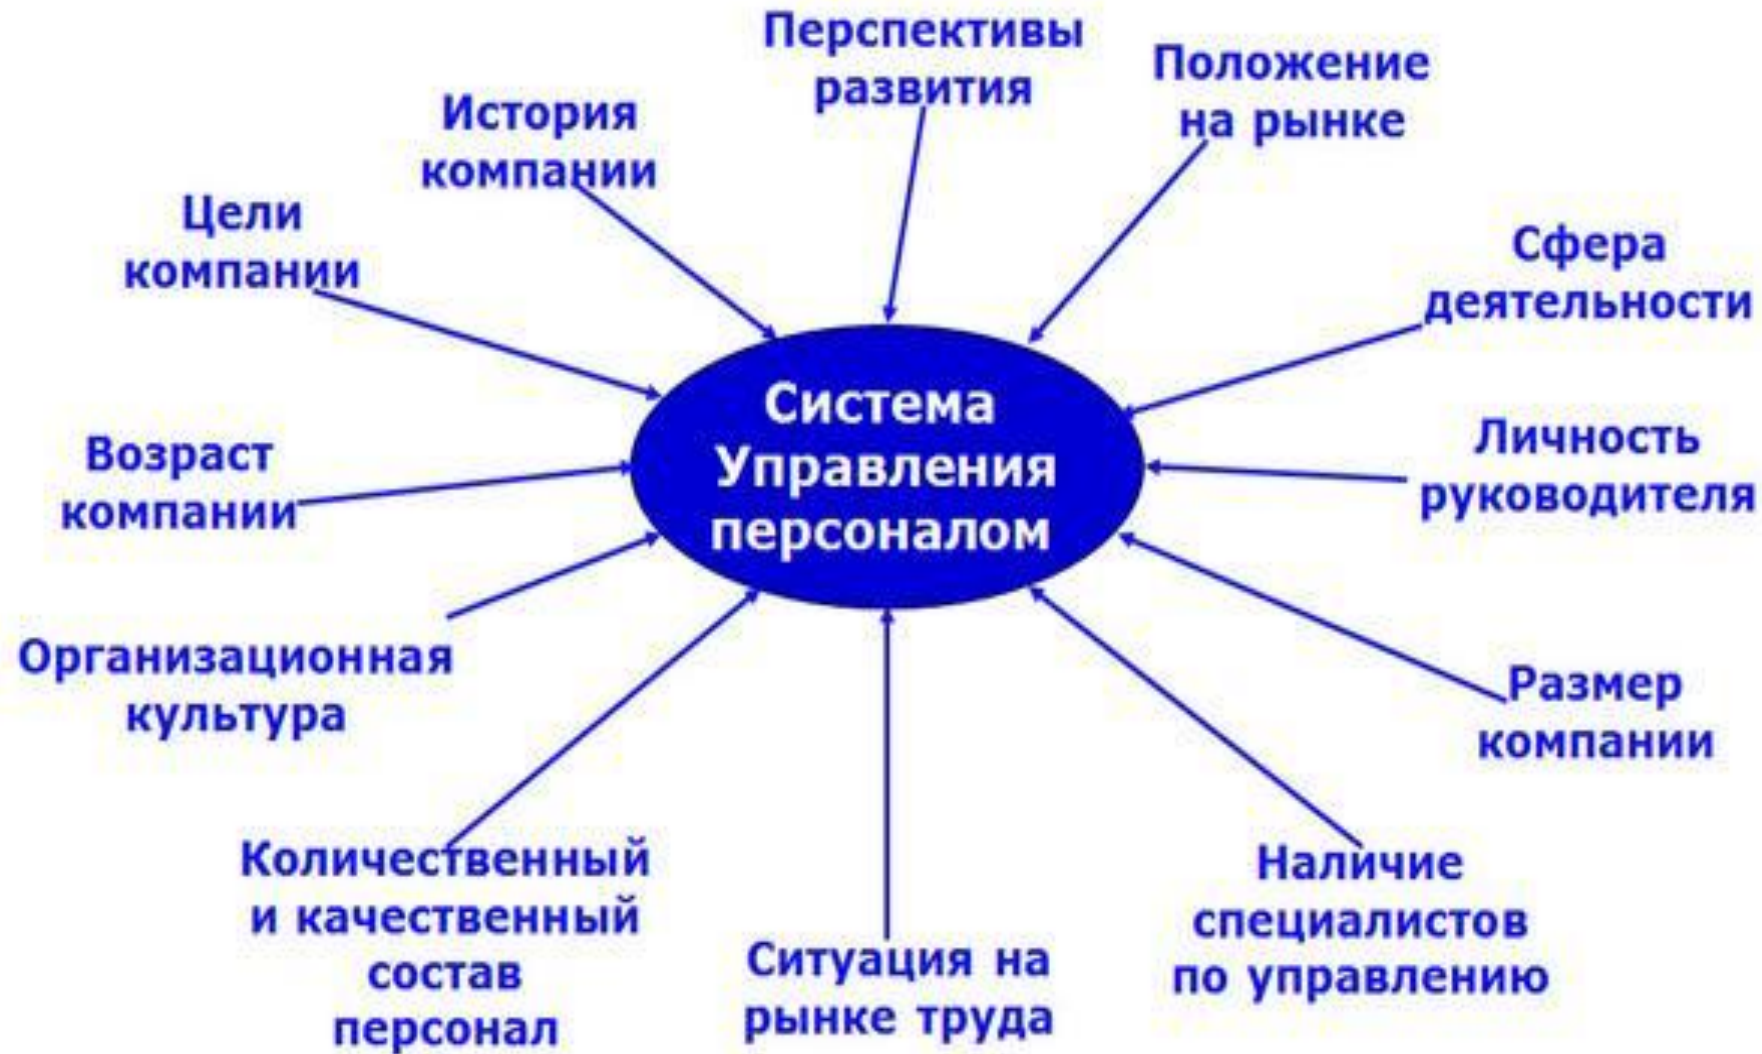 Перспективы
развития
Положение
на рынке
История
компании
Цели
компании
Сфера
деятельности
Система
Управления
персоналом
Возраст
компании
Личность
руководителя
Организационная
культура
Размер
компании
Количественный
и качественный
состав
персонал
Ситуация на
рынке труда
Наличие
специалистов
по управлению